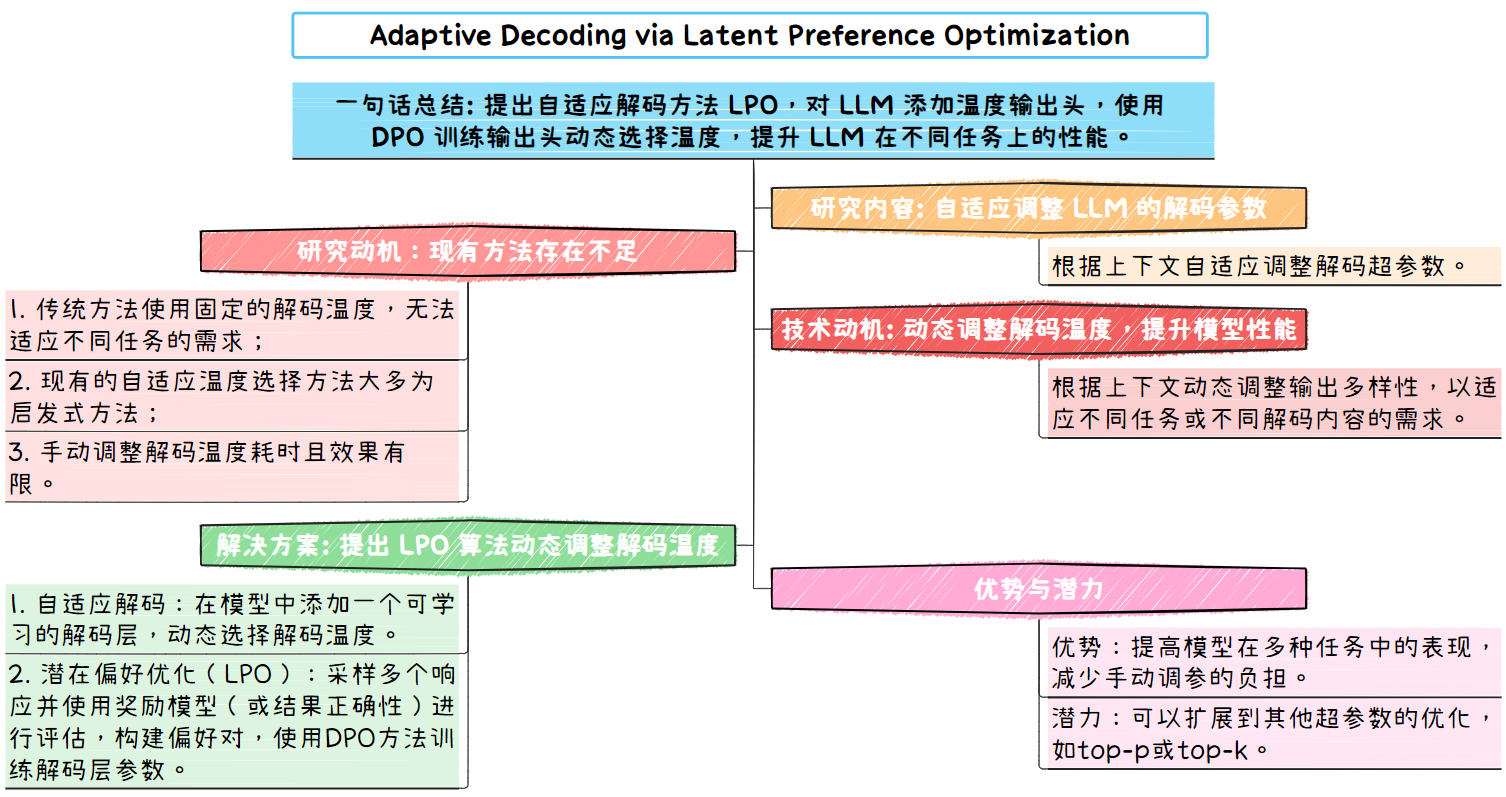 Adaptive Decoding via Latent Preference Optimization
一句话总结: 提出自适应解码方法 LPO，对 LLM 添加温度输出头，使用
DPO 训练输出头动态选择温度，提升 LLM 在不同任务上的性能。
研究内容: 自适应调整 LLM 的解码参数
根据上下文自适应调整解码超参数。
研究动机：现有方法存在不足
1. 传统方法使用固定的解码温度，无法
适应不同任务的需求；
2. 现有的自适应温度选择方法大多为
启发式方法；
3. 手动调整解码温度耗时且效果有
限。
技术动机: 动态调整解码温度，提升模型性能
根据上下文动态调整输出多样性，以适
应不同任务或不同解码内容的需求。
解决方案: 提出 LPO 算法动态调整解码温度
1. 自适应解码：在模型中添加一个可学
习的解码层，动态选择解码温度。
2. 潜在偏好优化（LPO）：采样多个响
应并使用奖励模型（或结果正确性）进
行评估，构建偏好对，使用DPO方法训
练解码层参数。
优势与潜力
优势：提高模型在多种任务中的表现，
减少手动调参的负担。
潜力：可以扩展到其他超参数的优化，
如top-p或top-k。